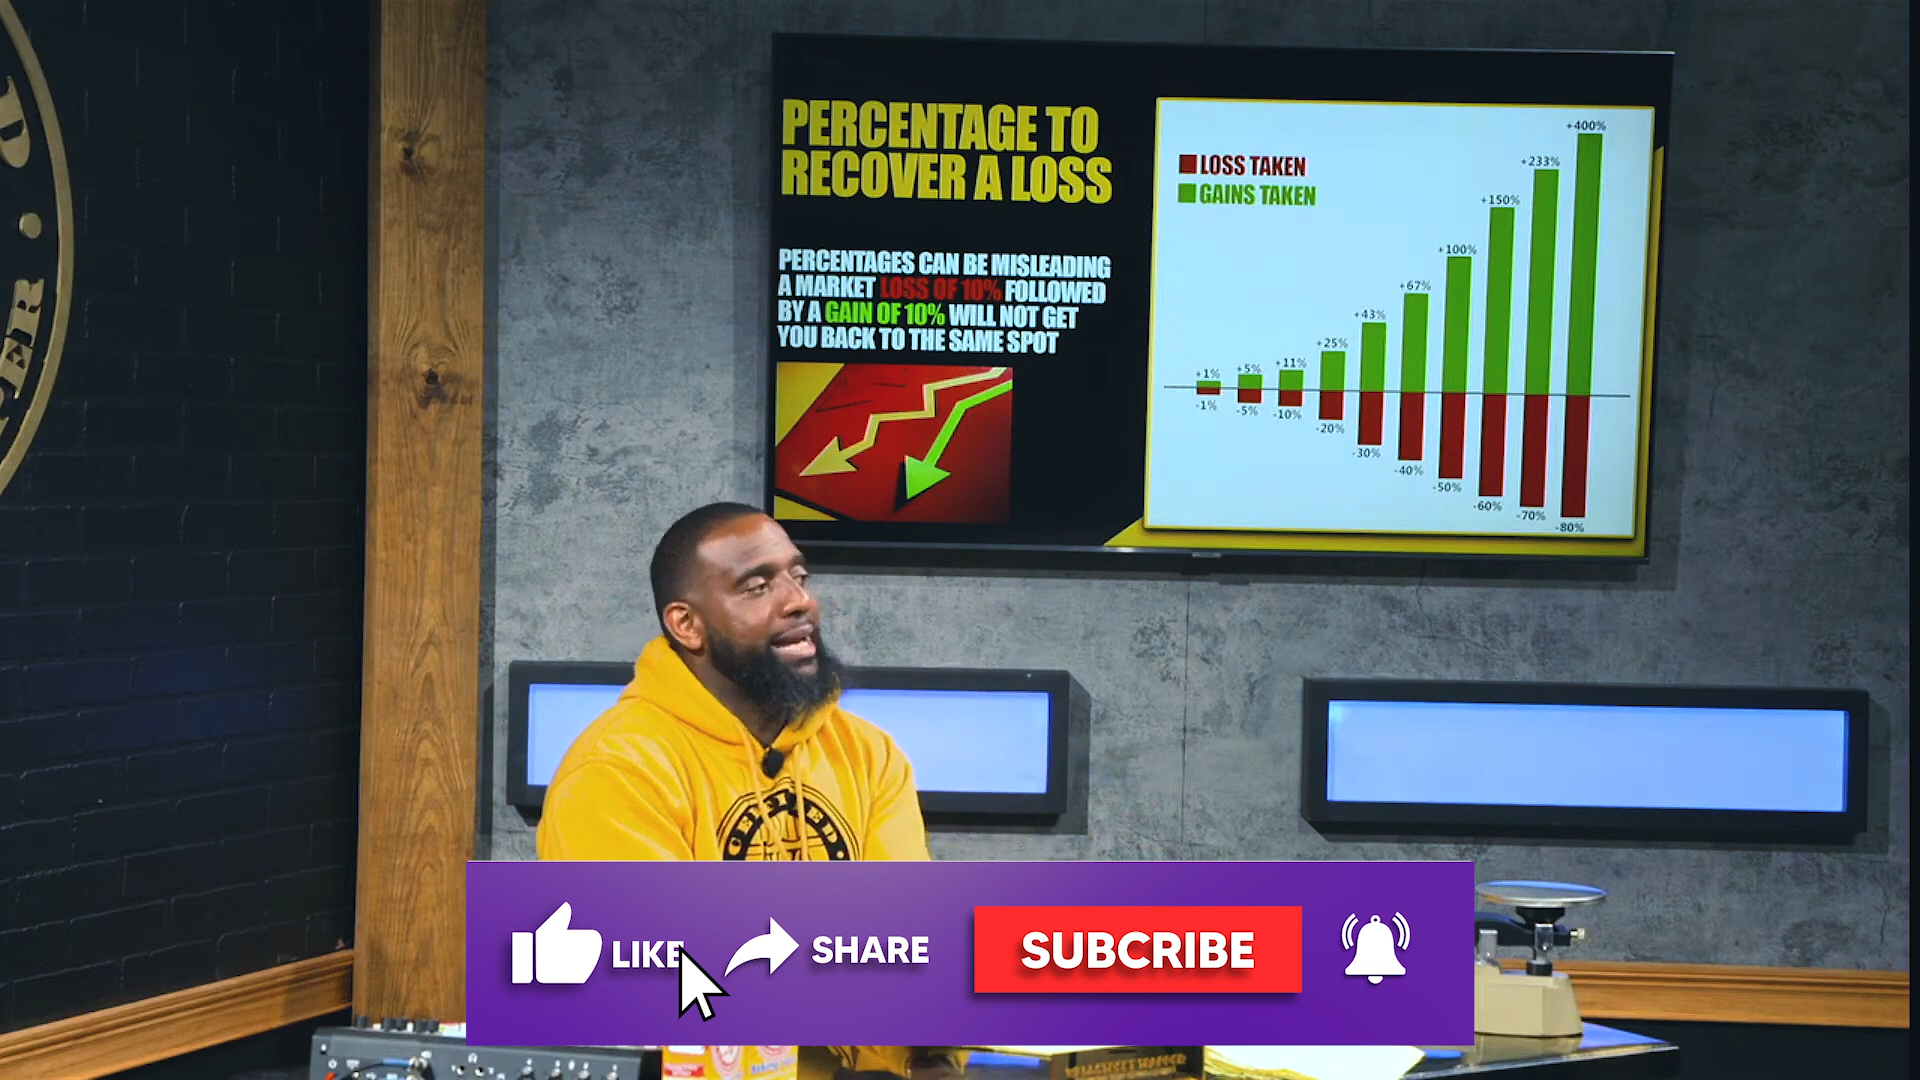 PERCENTAGE TO
RECOVER A LOSS
PERCENTAGES CAN BE MISLEADING
A MARKET LOSS OF 10% FOLLOWED
BY A GAIN OF 10% WILL NOT GET
YOU BACK TO THE SAME SPOT
LOSS TAKEN
GAINS TAKEN
+1%
+5%
+11%
+25%
+43%
+67%
+100%
+150%
+233%
+400%
-1%
-5%
-10%
-20%
-30%
-40%
-50%
-60%
-70%
-80%
CERTIFIED
LIKE
SHARE
SUBCRIBE